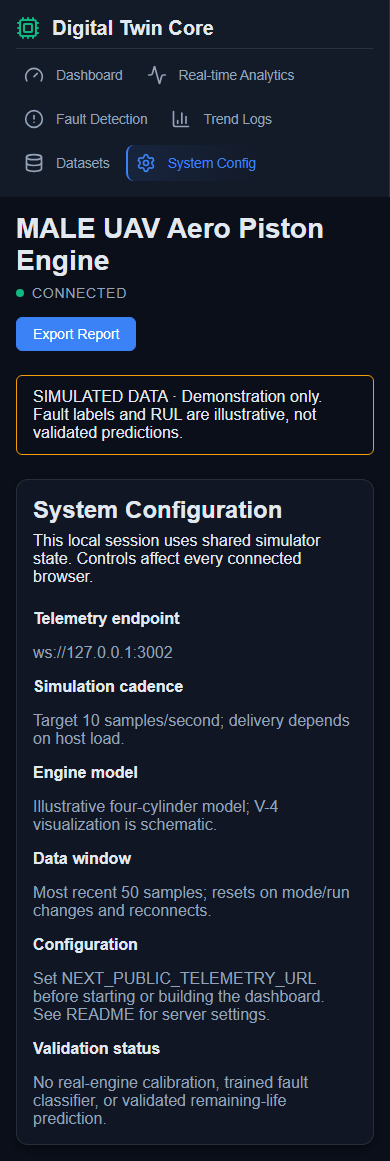 Digital Twin Core
Dashboard
Real-time Analytics
Fault Detection
Trend Logs
Datasets
System Config
MALE UAV Aero Piston
Engine
CONNECTED
Export Report
SIMULATED DATA · Demonstration only.
Fault labels and RUL are illustrative, not
validated predictions.
System Configuration
This local session uses shared simulator
state. Controls affect every connected
browser.
Telemetry endpoint
ws://127.0.0.1:3002
Simulation cadence
Target 10 samples/second; delivery depends
on host load.
Engine model
Illustrative four-cylinder model; V-4
visualization is schematic.
Data window
Most recent 50 samples; resets on mode/run
changes and reconnects.
Configuration
Set NEXT_PUBLIC_TELEMETRY_URL
before starting or building the dashboard.
See README for server settings.
Validation status
No real-engine calibration, trained fault
classifier, or validated remaining-life
prediction.